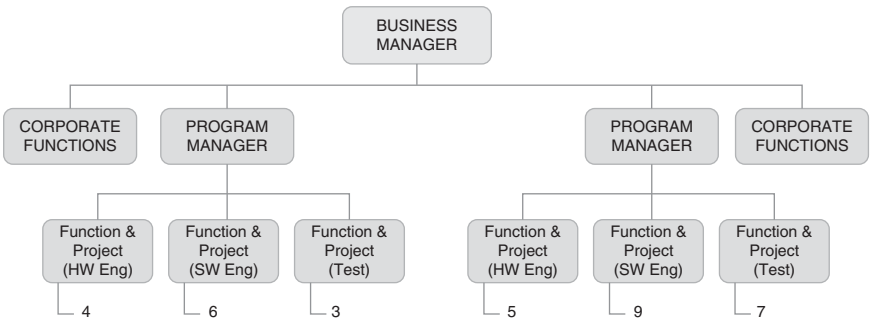 BUSINESS
MANAGER
CORPORATE
FUNCTIONS
PROGRAM
MANAGER
PROGRAM
MANAGER
CORPORATE
FUNCTIONS
Function &
Project
(HW Eng)
Function &
Project
(SW Eng)
Function &
Project
(Test)
Function &
Project
(HW Eng)
Function &
Project
(SW Eng)
Function &
Project
(Test)
4
6
3
5
9
7